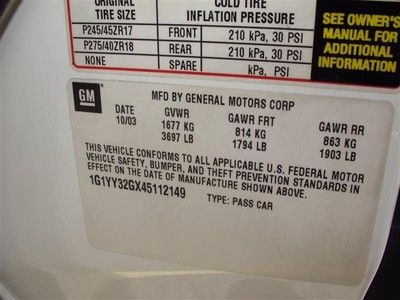 ORIGINAL TIRE SIZE COLD TIRE INFLATION PRESSURE
P245/45ZR17 FRONT 210 kPa, 30 PSI
P275/40ZR18 REAR 210 kPa, 30 PSI
NONE SPARE kPa, PSI
SEE OWNER'S
MANUAL FOR
ADDITIONAL
INFORMATION
GM MFD BY GENERAL MOTORS CORP
DATE GVWR GAWR FRT GAWR RR
10/03 1677 KG 814 KG 863 KG
3697 LB 1794 LB 1903 LB
THIS VEHICLE CONFORMS TO ALL APPLICABLE U.S. FEDERAL MOTOR
VEHICLE SAFETY, BUMPER, AND THEFT PREVENTION STANDARDS IN
EFFECT ON THE DATE OF MANUFACTURE SHOWN ABOVE.
1G1YY32GX45112149 TYPE: PASS CAR